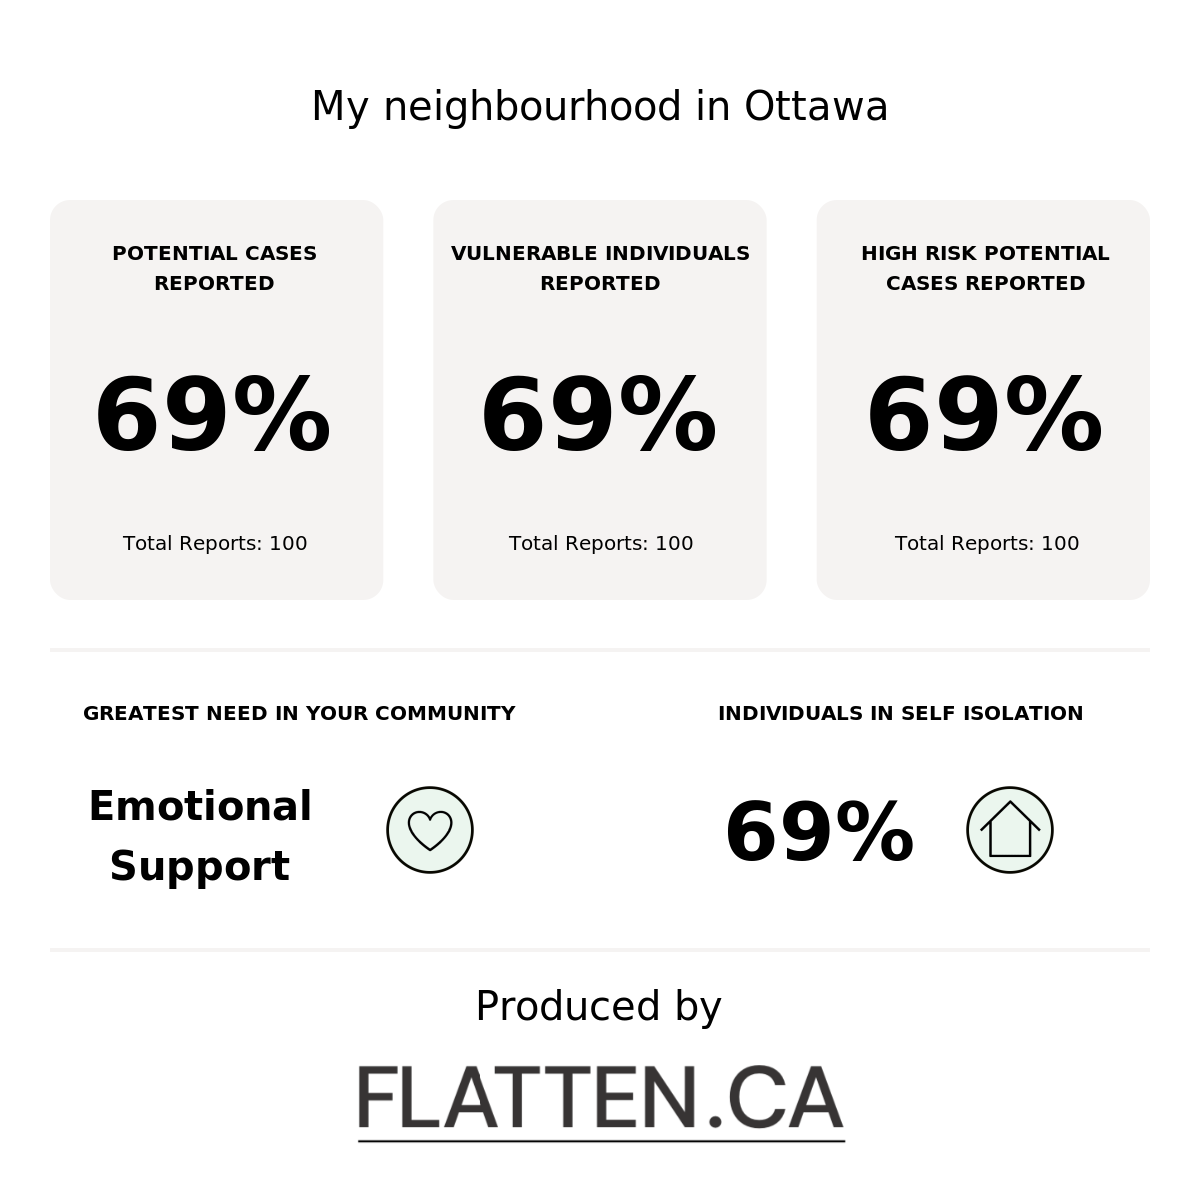 My neighbourhood in Ottawa
POTENTIAL CASES
REPORTED
69%
Total Reports: 100
VULNERABLE INDIVIDUALS
REPORTED
69%
Total Reports: 100
HIGH RISK POTENTIAL
CASES REPORTED
69%
Total Reports: 100
GREATEST NEED IN YOUR COMMUNITY
Emotional
Support
INDIVIDUALS IN SELF ISOLATION
69%
Produced by
FLATTEN.CA